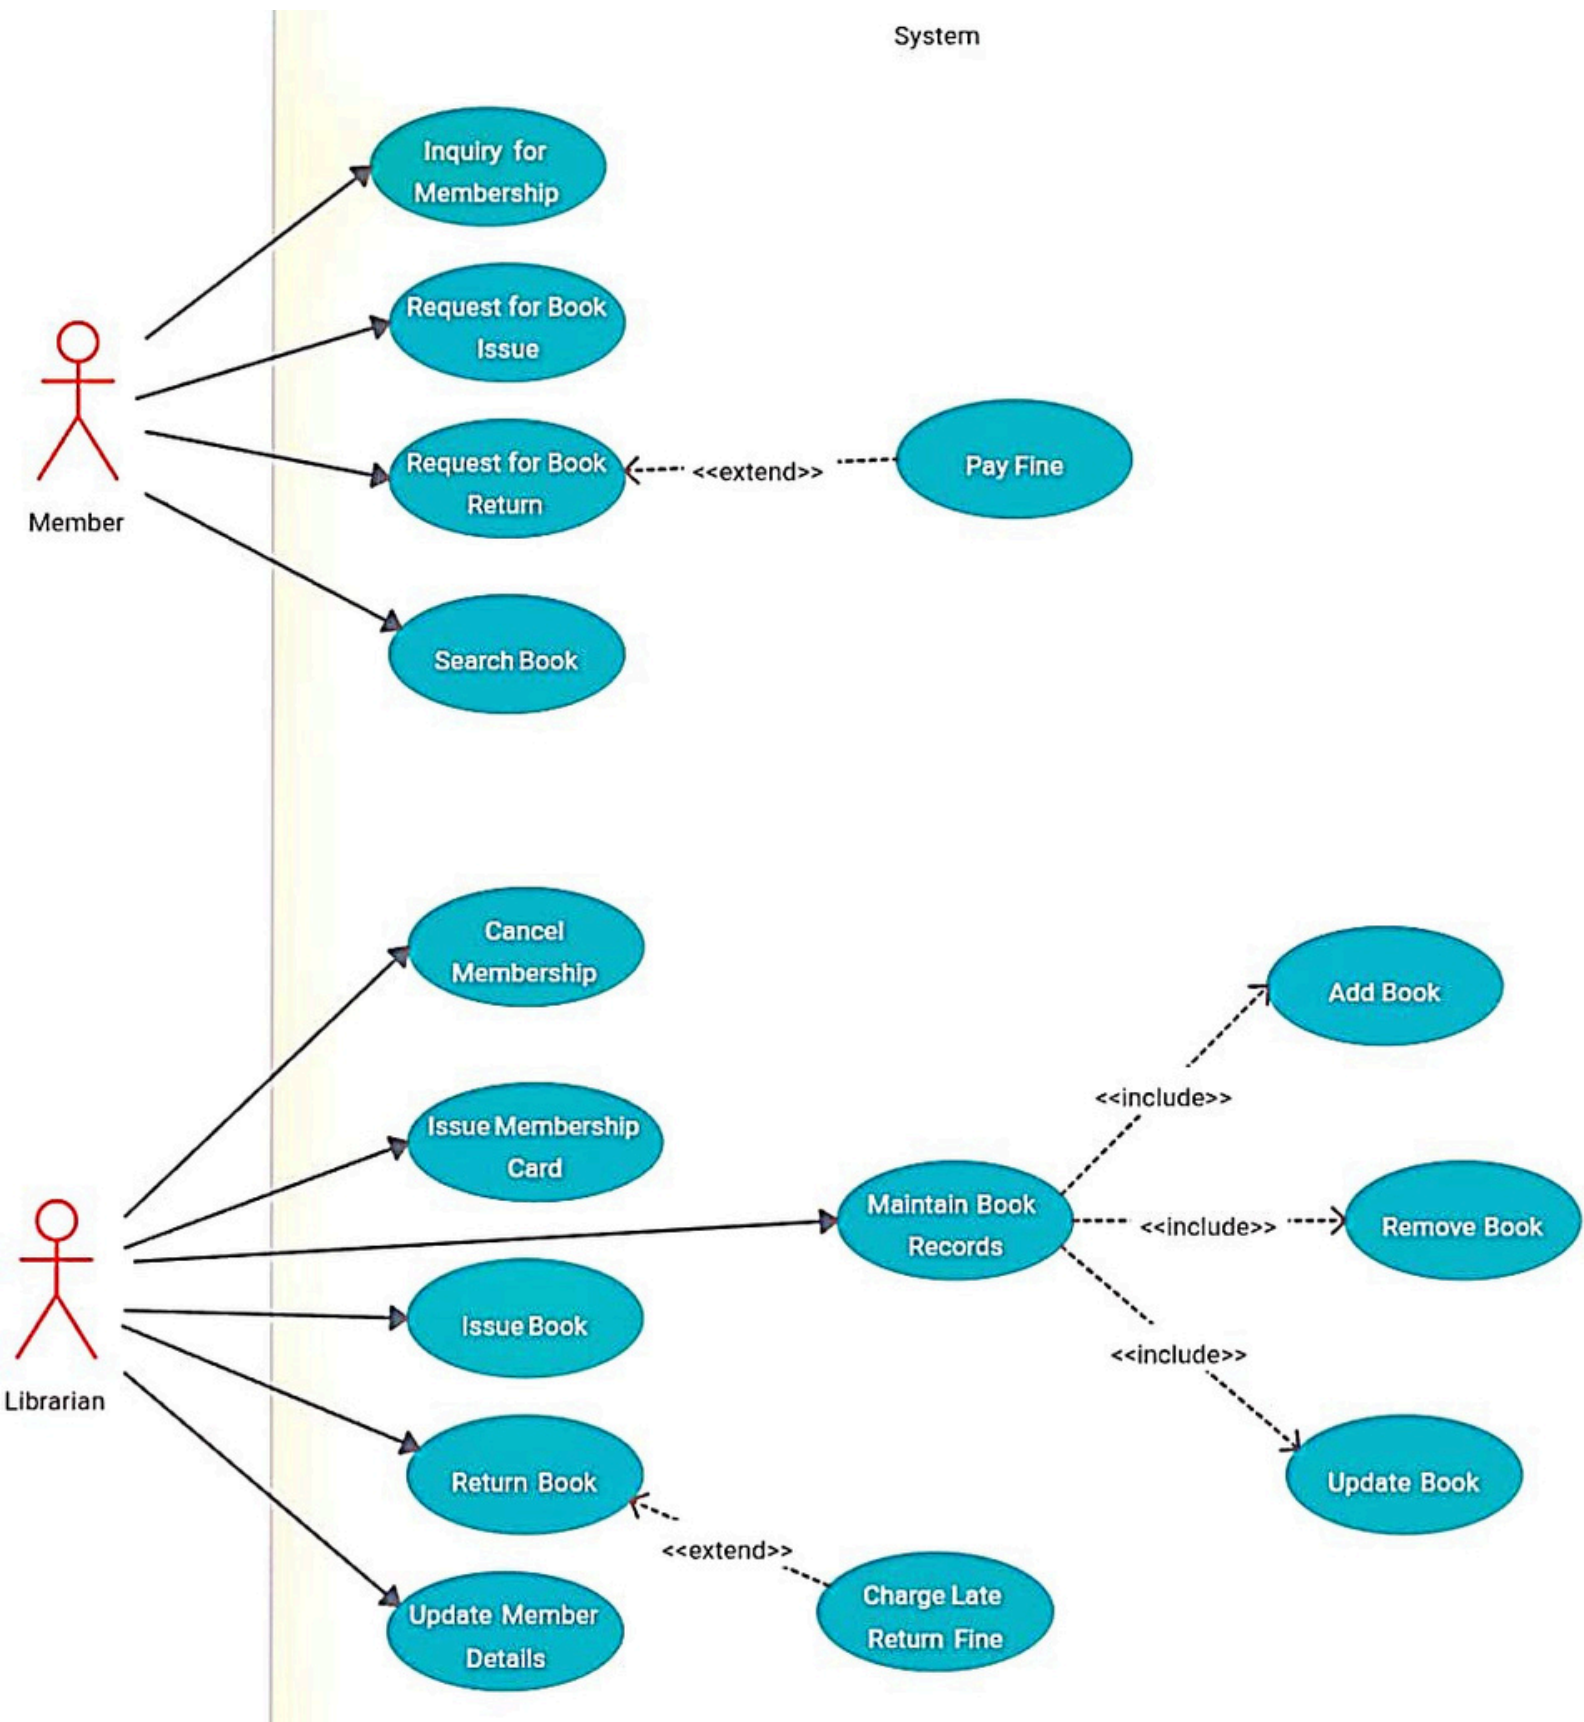 System
Inquiry for
Membership
Request for Book
Issue
Request for Book
Return
<<extend>>
Pay Fine
Member
Search Book
Cancel
Membership
Add Book
<<include>>
Issue Membership
Card
Maintain Book
Records
<<include>>
Remove Book
Issue Book
<<include>>
Librarian
Return Book
Update Book
<<extend>>
Charge Late
Return Fine
Update Member
Details